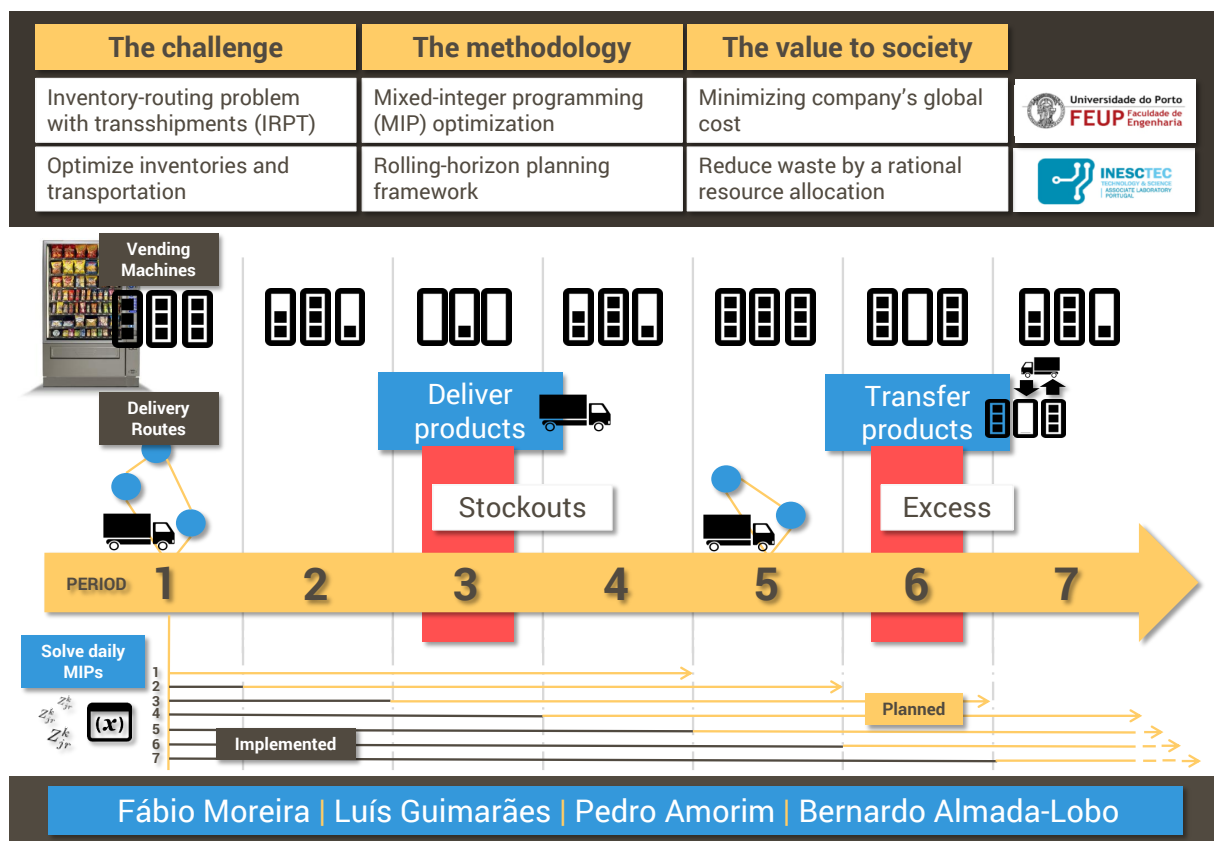 The challenge
The methodology
The value to society
Inventory-routing problem
with transshipments (IRPT)
Mixed-integer programming
(MIP) optimization
Minimizing company's global
cost
Optimize inventories and
transportation
Rolling-horizon planning
framework
Reduce waste by a rational
resource allocation
Universidade do Porto
FEUP Faculdade de
Engenharia
INESCTEC
TECHNOLOGY & SCIENCE
ASSOCIATE LABORATORY
PORTUGAL
Vending
Machines
Delivery
Routes
Deliver
products
Transfer
products
Stockouts
Excess
PERIOD 1 2 3 4 5 6 7
Solve daily
MIPs
1
2
3
4
5
6
7
Z^k_jr
Z^k_jr
Z^k_jr
(x)
Planned
Implemented
Fábio Moreira | Luís Guimarães | Pedro Amorim | Bernardo Almada-Lobo